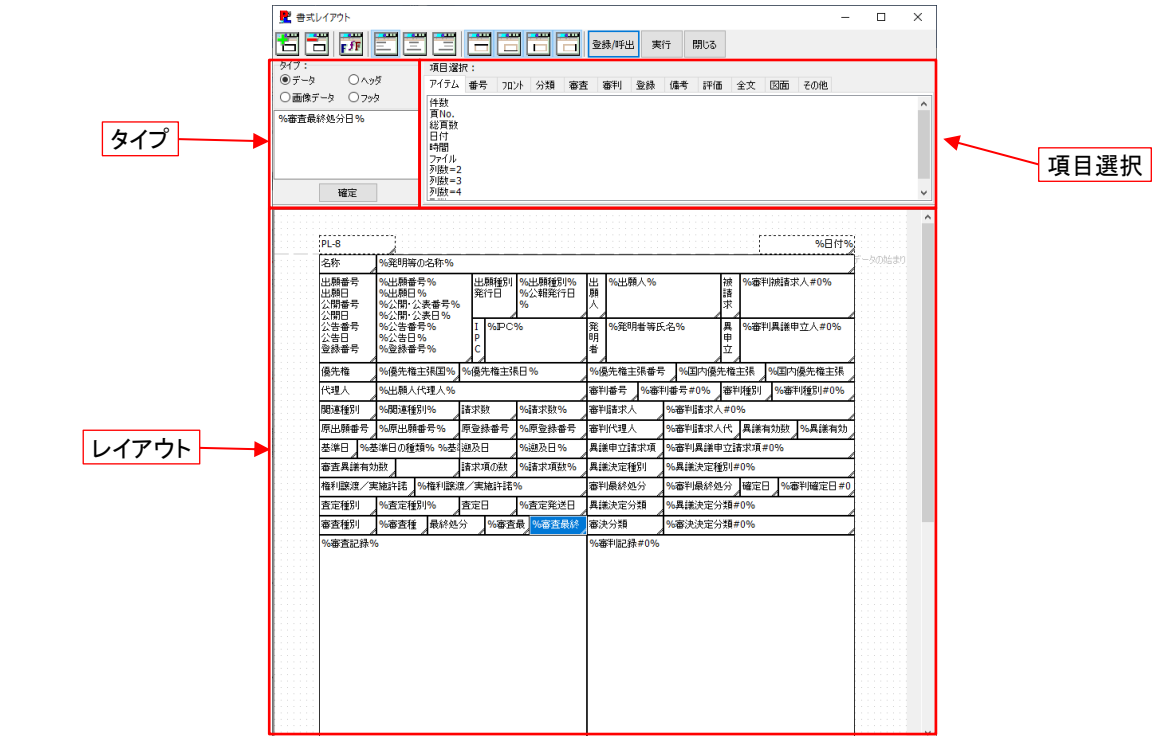 書式レイアウト
登録/呼出 実行 閉じる
タイプ：
データ ヘッダ
画像データ フッタ
%審査最終処分日%
確定
項目選択：
アイテム 番号 フロント 分類 審査 審判 登録 備考 評価 全文 図面 その他
件数
頁No.
総頁数
日付
時間
ファイル
列数=2
列数=3
列数=4
タイプ
項目選択
レイアウト
PL-8 %日付%
データの始まり
名称 %発明等の名称%
出願番号 %出願番号%
出願日 %出願日%
公開番号 %公開・公表番号%
公開日 %公開・公表日%
公告番号 %公告番号%
公告日 %公告日%
登録番号 %登録番号%
出願種別 %出願種別%
発行日 %公報発行日
%
IPC %IPC%
出願人 %出願人%
発明者 %発明者等氏名%
被請求 %審判被請求人#0%
異申立 %審判異議申立人#0%
優先権 %優先権主張国% %優先権主張日% %優先権主張番号 %国内優先権主張 %国内優先権主張
代理人 %出願人代理人% 審判番号 %審判番号#0% 審判種別 %審判種別#0%
関連種別 %関連種別% 請求数 %請求数% 審判請求人 %審判請求人#0%
原出願番号 %原出願番号% 原登録番号 %原登録番号 審判代理人 %審判請求人代 異議有効数 %異議有効
基準日 %基準日の種類% %基準 遡及日 %遡及日% 異議申立請求項 %審判異議申立請求項#0%
審査異議有効数 請求項の数 %請求項数% 異議決定種別 %異議決定種別#0%
権利譲渡／実施許諾 %権利譲渡／実施許諾% 審判最終処分 %審判最終処分 確定日 %審判確定日#0
査定種別 %査定種別% 査定日 %査定発送日 異議決定分類 %異議決定分類#0%
審査種別 %審査種 最終処分 %審査最 %審査最終 審決分類 %審決決定分類#0%
%審査記録% %審判記録#0%